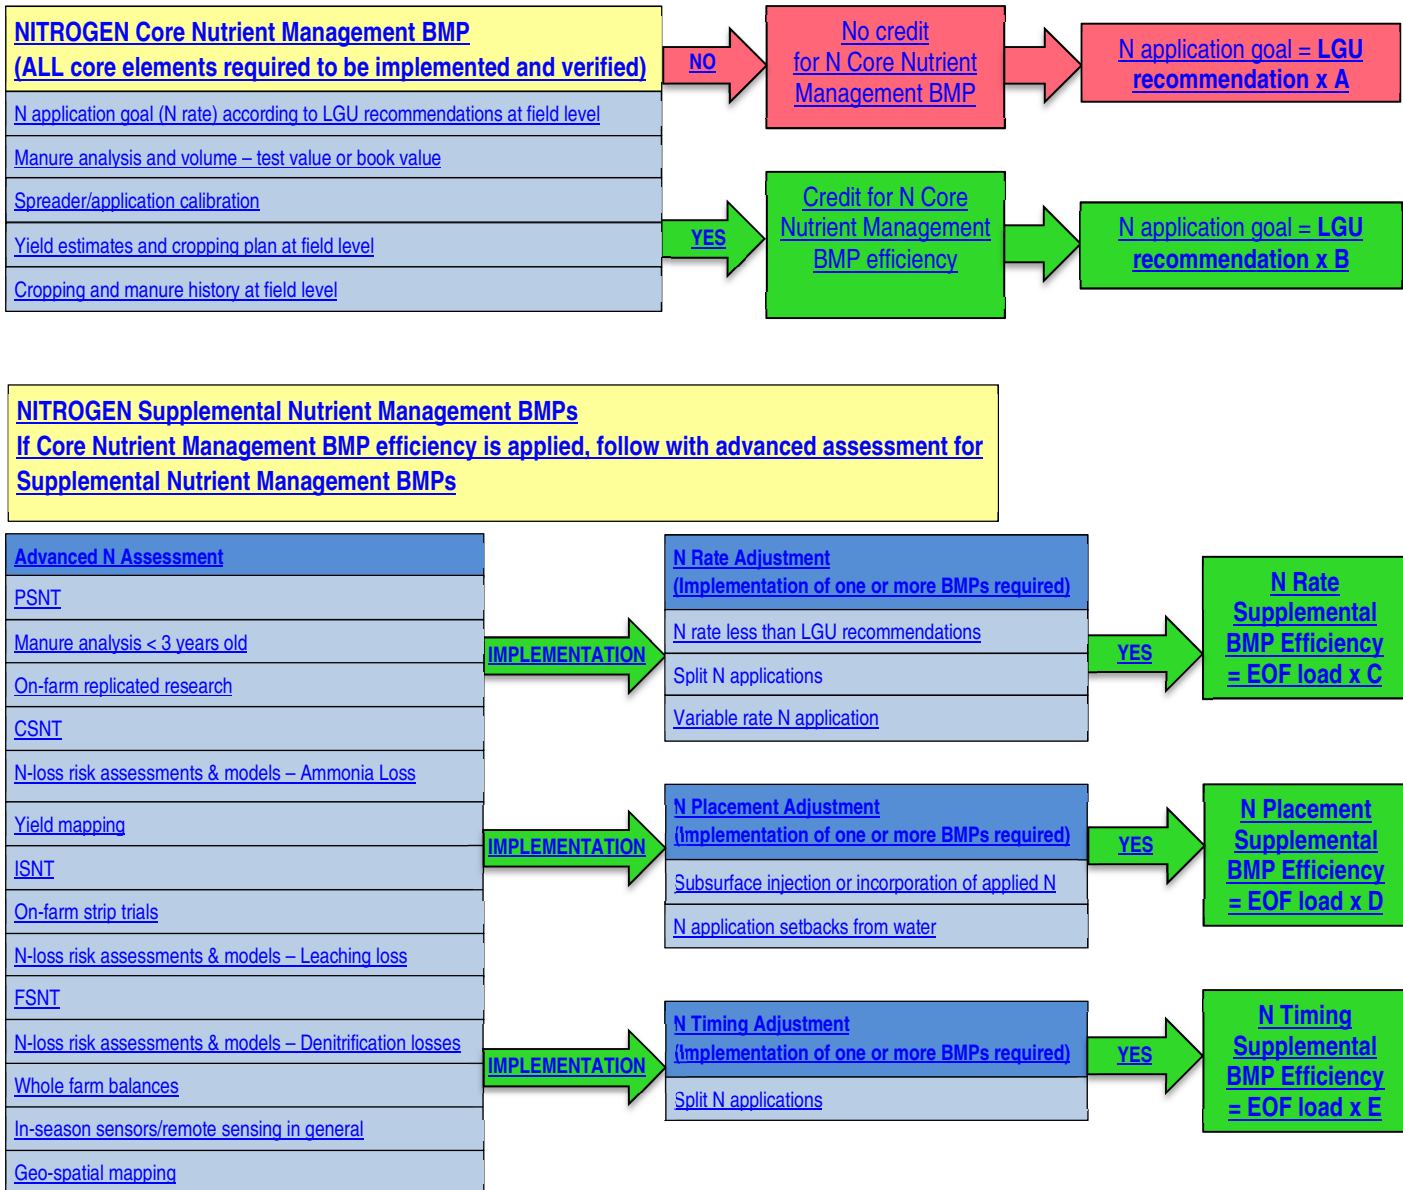 NITROGEN Core Nutrient Management BMP
(ALL core elements required to be implemented and verified)
N application goal (N rate) according to LGU recommendations at field level
Manure analysis and volume – test value or book value
Spreader/application calibration
Yield estimates and cropping plan at field level
Cropping and manure history at field level
NO
No credit
for N Core Nutrient
Management BMP
N application goal = LGU
recommendation x A
YES
Credit for N Core
Nutrient Management
BMP efficiency
N application goal = LGU
recommendation x B
NITROGEN Supplemental Nutrient Management BMPs
If Core Nutrient Management BMP efficiency is applied, follow with advanced assessment for
Supplemental Nutrient Management BMPs
Advanced N Assessment
PSNT
Manure analysis < 3 years old
On-farm replicated research
CSNT
N-loss risk assessments & models – Ammonia Loss
Yield mapping
ISNT
On-farm strip trials
N-loss risk assessments & models – Leaching loss
FSNT
N-loss risk assessments & models – Denitrification losses
Whole farm balances
In-season sensors/remote sensing in general
Geo-spatial mapping
IMPLEMENTATION
N Rate Adjustment
(Implementation of one or more BMPs required)
N rate less than LGU recommendations
Split N applications
Variable rate N application
YES
N Rate
Supplemental
BMP Efficiency
= EOF load x C
IMPLEMENTATION
N Placement Adjustment
(Implementation of one or more BMPs required)
Subsurface injection or incorporation of applied N
N application setbacks from water
YES
N Placement
Supplemental
BMP Efficiency
= EOF load x D
IMPLEMENTATION
N Timing Adjustment
(Implementation of one or more BMPs required)
Split N applications
YES
N Timing
Supplemental
BMP Efficiency
= EOF load x E